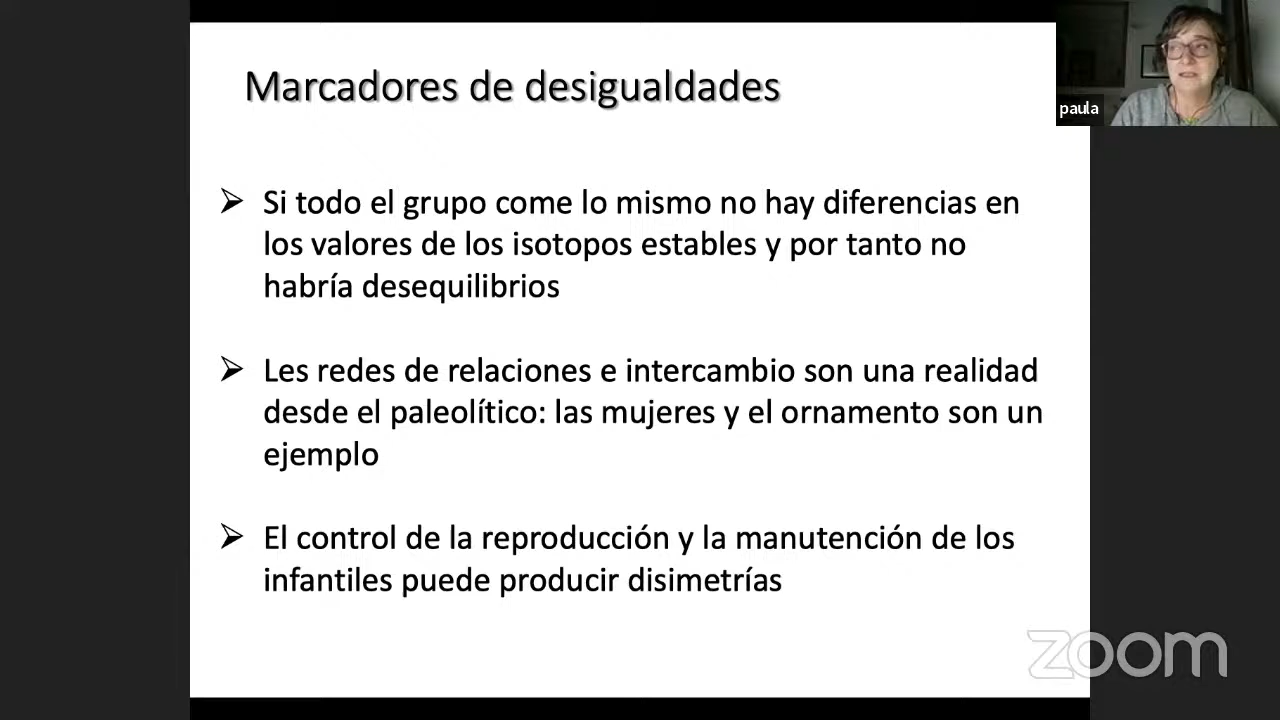 Marcadores de desigualdades
paula
➢ Si todo el grupo come lo mismo no hay diferencias en
los valores de los isotopos estables y por tanto no
habría desequilibrios
➢ Les redes de relaciones e intercambio son una realidad
desde el paleolítico: las mujeres y el ornamento son un
ejemplo
➢ El control de la reproducción y la manutención de los
infantiles puede producir disimetrías
zoom